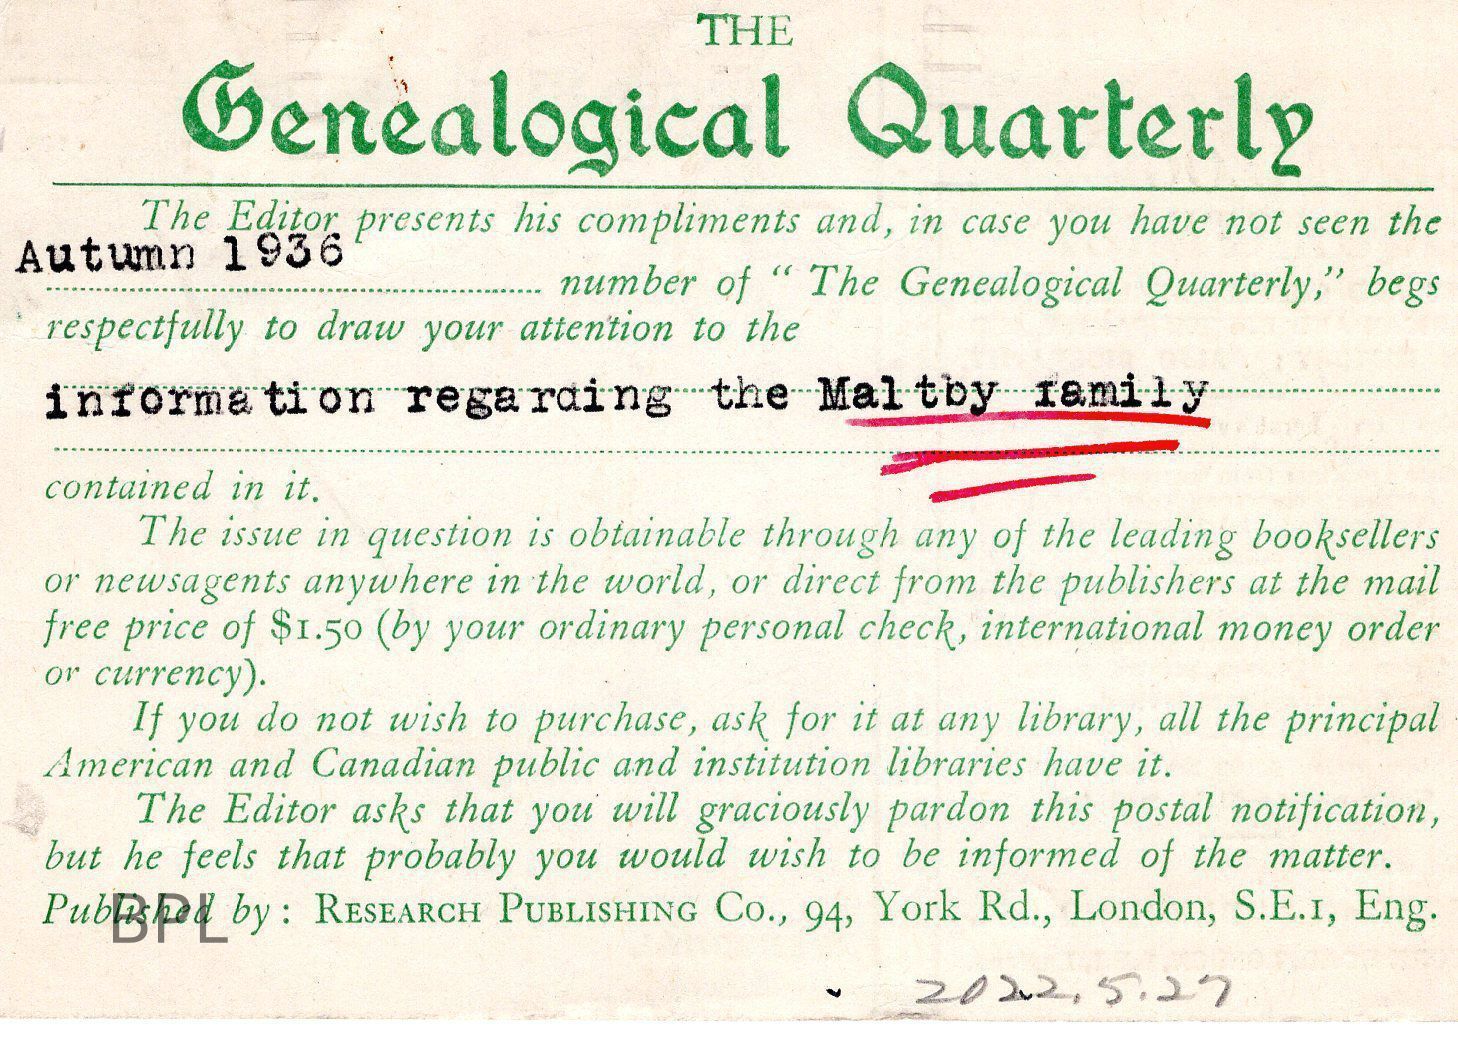 THE
Genealogical Quarterly
The Editor presents his compliments and, in case you have not seen the
Autumn 1936
number of “ The Genealogical Quarterly,” begs
respectfully to draw your attention to the
information regarding the Maltby family
contained in it.
The issue in question is obtainable through any of the leading booksellers
or newsagents anywhere in the world, or direct from the publishers at the mail
free price of $1.50 (by your ordinary personal check, international money order
or currency).
If you do not wish to purchase, ask for it at any library, all the principal
American and Canadian public and institution libraries have it.
The Editor asks that you will graciously pardon this postal notification,
but he feels that probably you would wish to be informed of the matter.
Published by : RESEARCH PUBLISHING CO., 94, York Rd., London, S.E.1, Eng.
BPL
2022.5.27